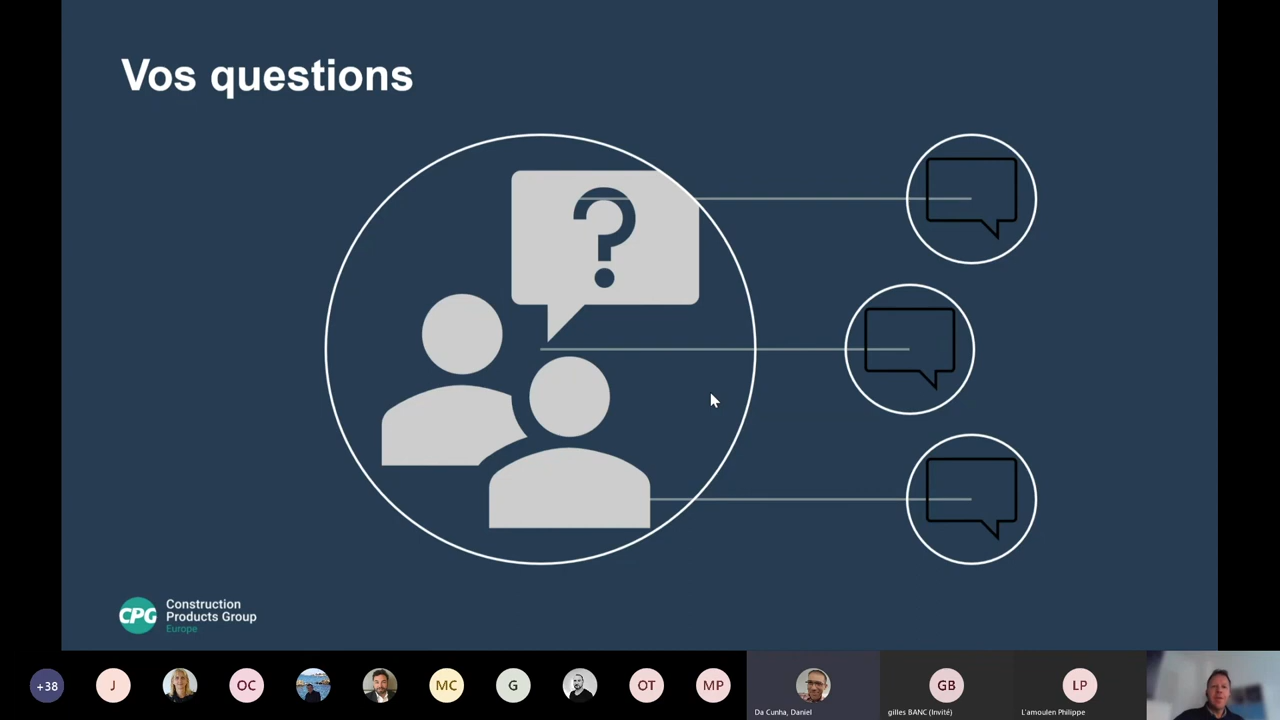 Vos questions
?
CPG
Construction
Products Group
Europe
+38
J
OC
MC
G
OT
MP
GB
LP
Da Cunha, Daniel
gilles BANC (Invité)
L'amoulen Philippe